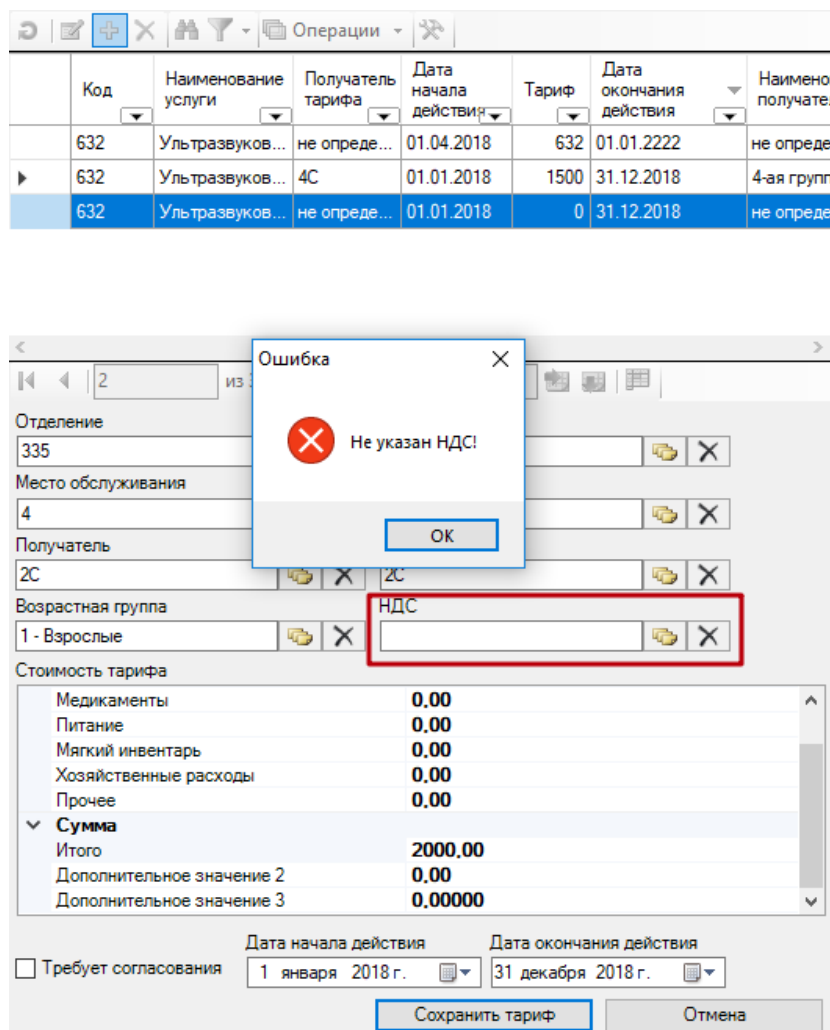 Операции
Код Наименование услуги Получатель тарифа Дата начала действия Тариф Дата окончания действия Наимено получате
632 Ультразвуков... не опреде... 01.04.2018 632 01.01.2222 не опреде
632 Ультразвуков... 4С 01.01.2018 1500 31.12.2018 4-ая групп
632 Ультразвуков... не опреде... 01.01.2018 0 31.12.2018 не опреде
Ошибка
Не указан НДС!
ОК
2 из
Отделение
335
Место обслуживания
4
Получатель
2С 2С
Возрастная группа НДС
1 - Взрослые
Стоимость тарифа
Медикаменты 0,00
Питание 0,00
Мягкий инвентарь 0,00
Хозяйственные расходы 0,00
Прочее 0,00
Сумма
Итого 2000,00
Дополнительное значение 2 0,00
Дополнительное значение 3 0,00000
Дата начала действия Дата окончания действия
Требует согласования 1 января 2018 г. 31 декабря 2018 г.
Сохранить тариф Отмена